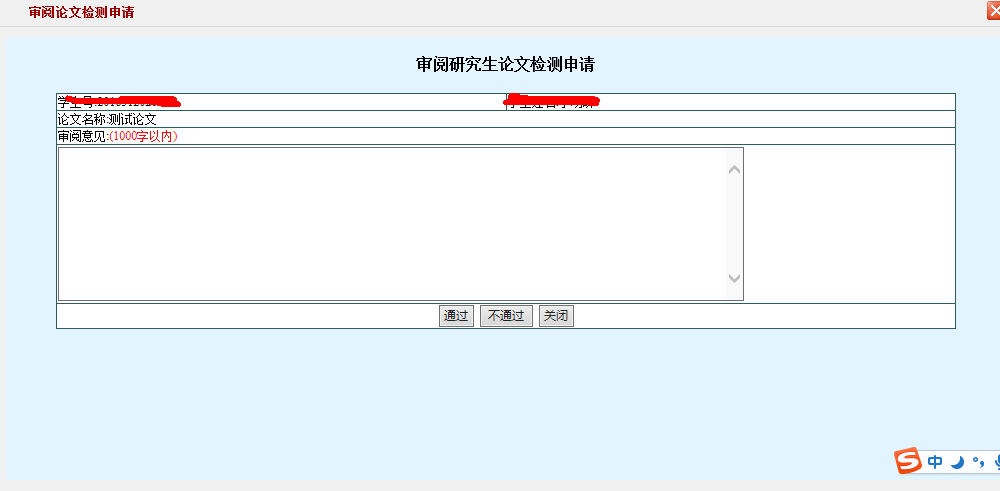 审阅论文检测申请
审阅研究生论文检测申请
论文名称:测试论文
审阅意见:(1000字以内)
通过 不通过 关闭
中